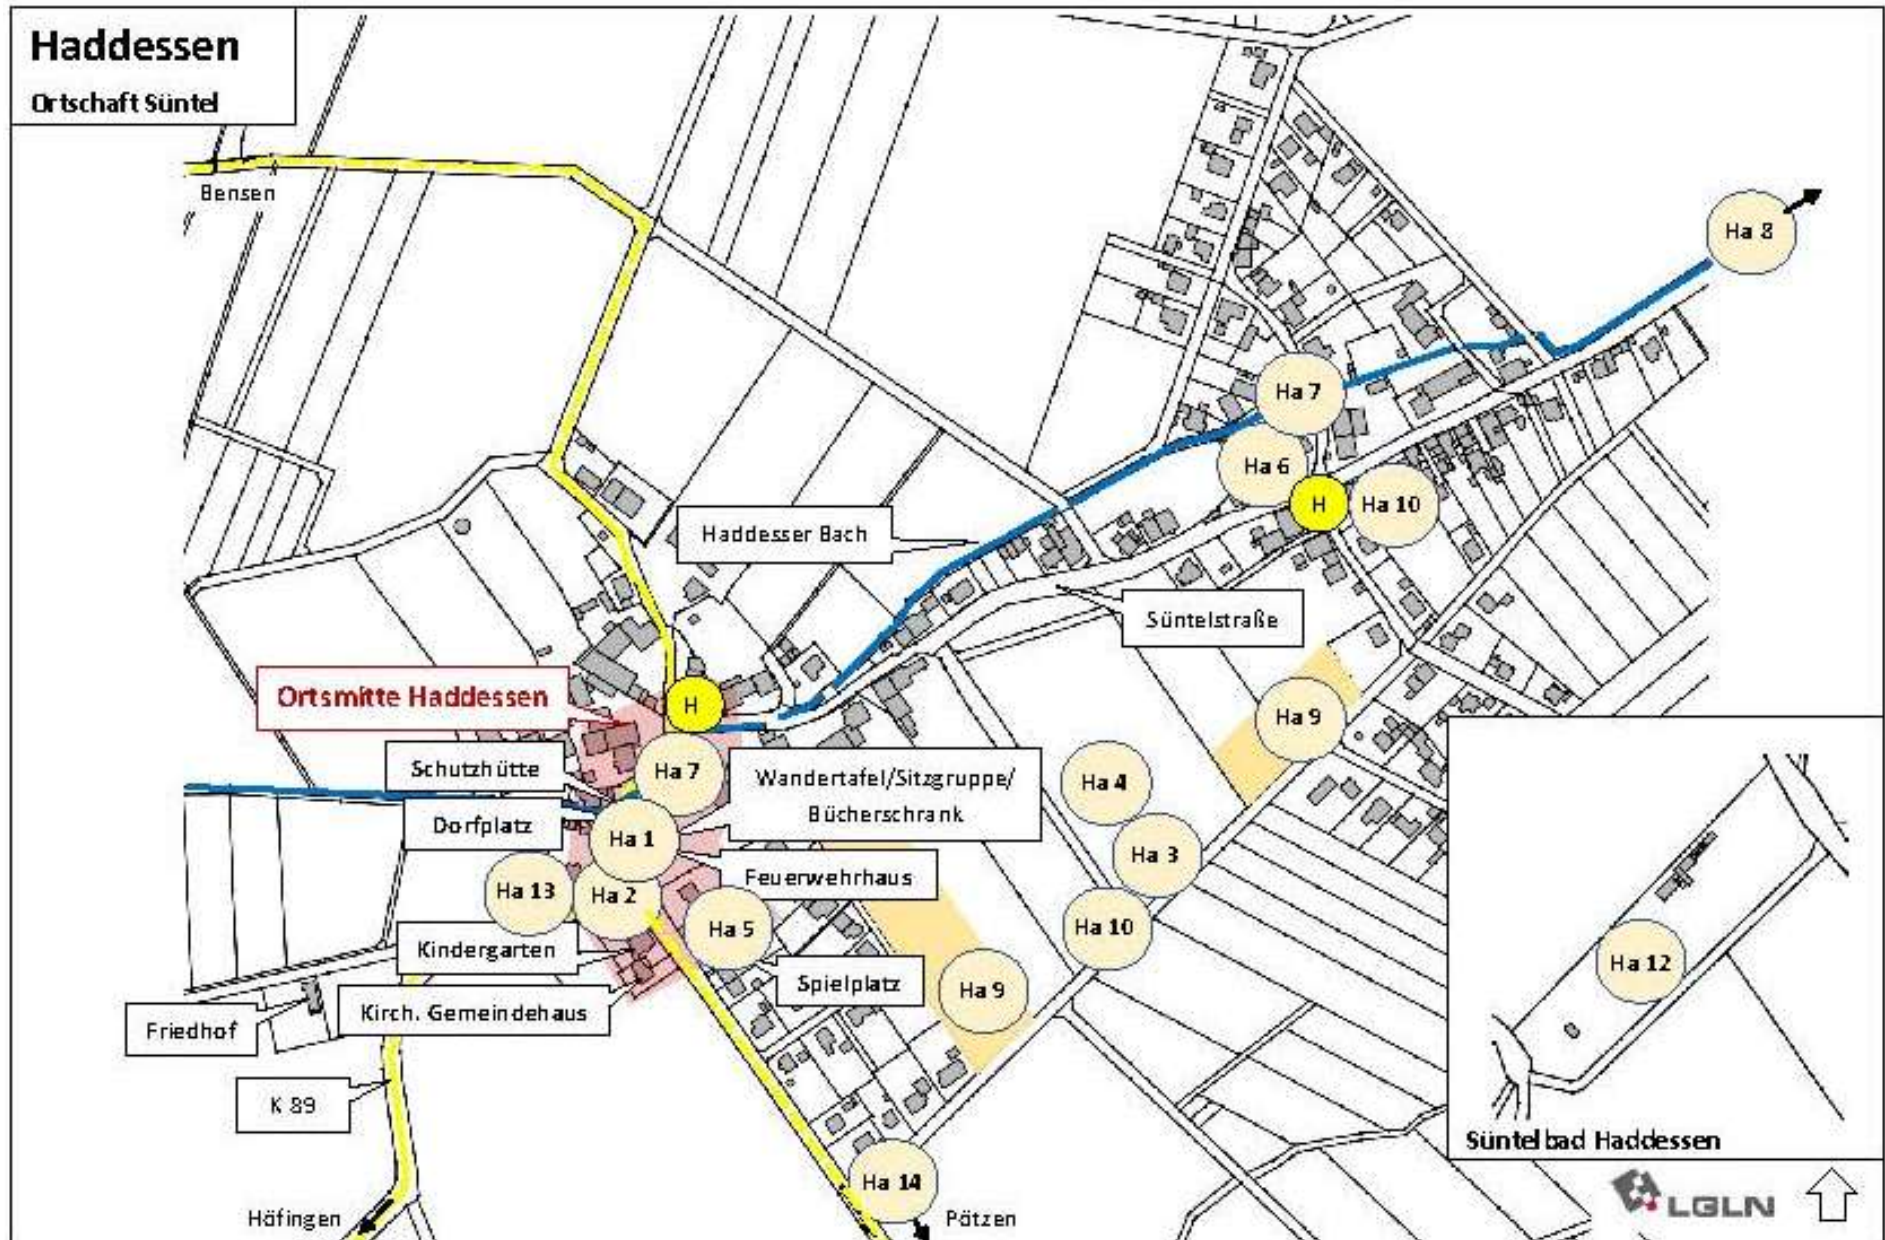 Haddessen
Ortschaft Süntel
Bensen
Ha 8
Ha 7
Ha 6
H
Ha 10
Haddesser Bach
Süntelstraße
Ortsmitte Haddessen
H
Ha 9
Schutzhütte
Ha 7
Wandertafel/Sitzgruppe/
Bücherschrank
Ha 4
Dorfplatz
Ha 1
Ha 3
Feuerwehrhaus
Ha 13
Ha 2
Ha 5
Ha 10
Kindergarten
Ha 12
Spielplatz
Ha 9
Kirch. Gemeindehaus
Friedhof
K 89
Süntelbad Haddessen
Ha 14
LGLN
Höfingen
Pötzen